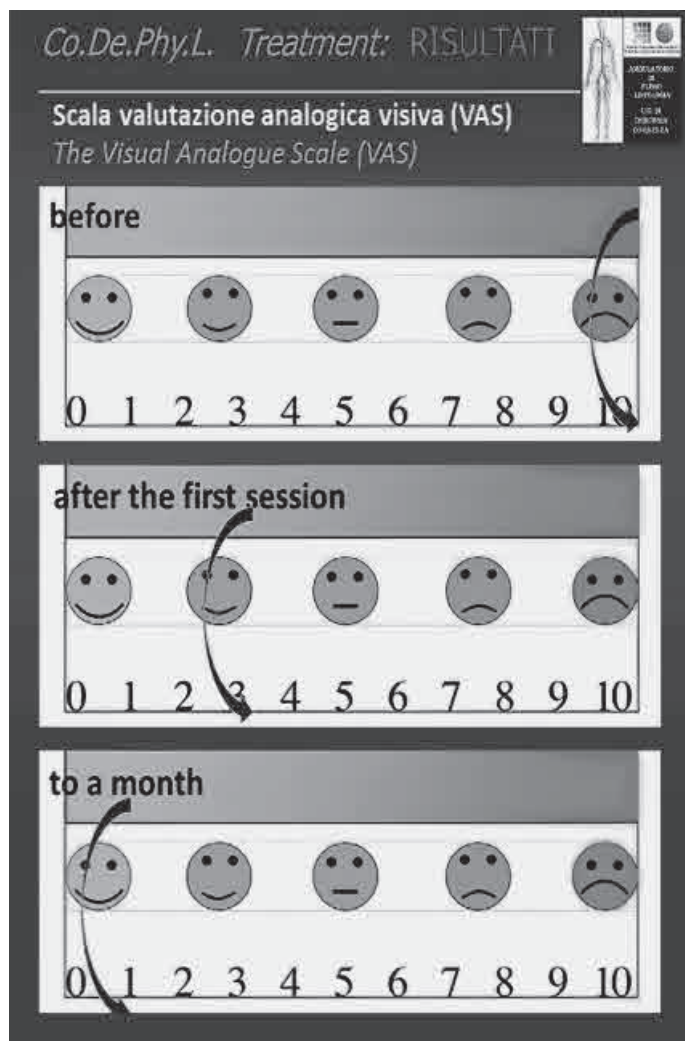 Co.De.Phy.L. Treatment: RISULTATI
Scala valutazione analogica visiva (VAS)
The Visual Analogue Scale (VAS)
before
0 1 2 3 4 5 6 7 8 9 10
after the first session
0 1 2 3 4 5 6 7 8 9 10
to a month
0 1 2 3 4 5 6 7 8 9 10